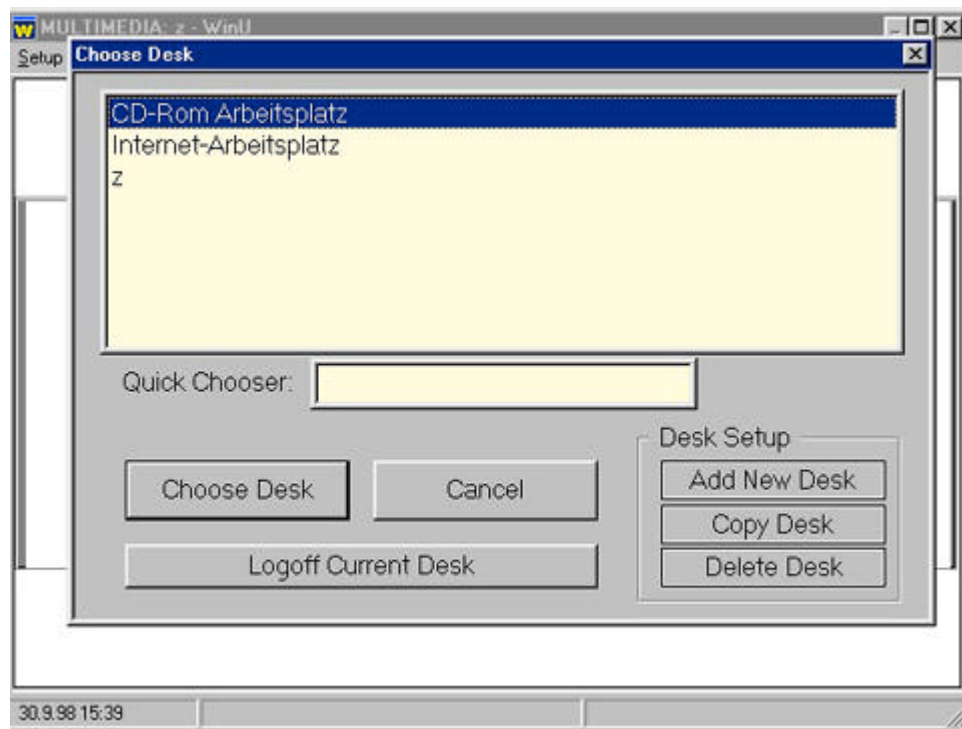 MULTIMEDIA: z - WinU
Setup
Choose Desk
CD-Rom Arbeitsplatz
Internet-Arbeitsplatz
z
Quick Chooser:
Desk Setup
Choose Desk
Cancel
Add New Desk
Copy Desk
Logoff Current Desk
Delete Desk
30.9.98 15:39